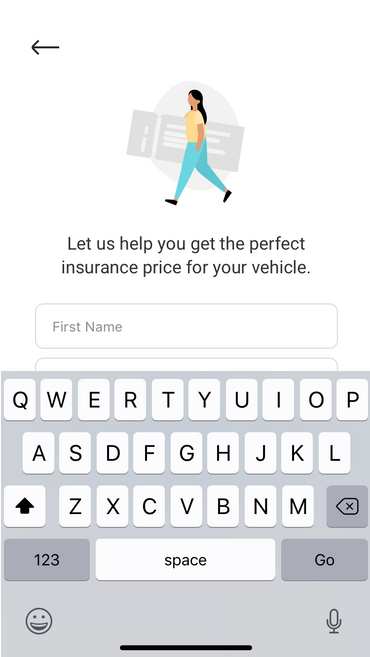 Let us help you get the perfect
insurance price for your vehicle.
First Name
Q W E R T Y U I O P
A S D F G H J K L
Z X C V B N M
123 space Go